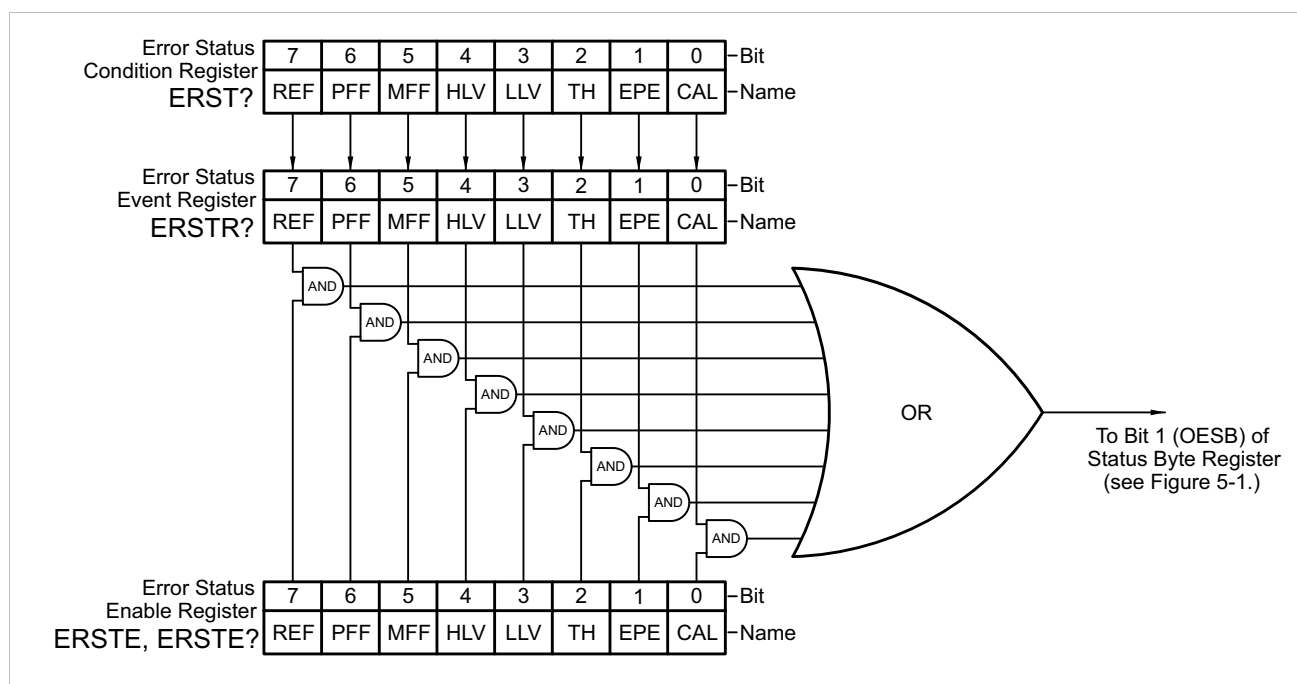 Error Status
Condition Register
ERST?
7 6 5 4 3 2 1 0 Bit
REF PFF MFF HLV LLV TH EPE CAL Name
Error Status
Event Register
ERSTR?
7 6 5 4 3 2 1 0 Bit
REF PFF MFF HLV LLV TH EPE CAL Name
AND
AND
AND
AND
AND
AND
AND
AND
OR
To Bit 1 (OESB) of
Status Byte Register
(see Figure 5-1.)
Error Status
Enable Register
ERSTE, ERSTE?
7 6 5 4 3 2 1 0 Bit
REF PFF MFF HLV LLV TH EPE CAL Name